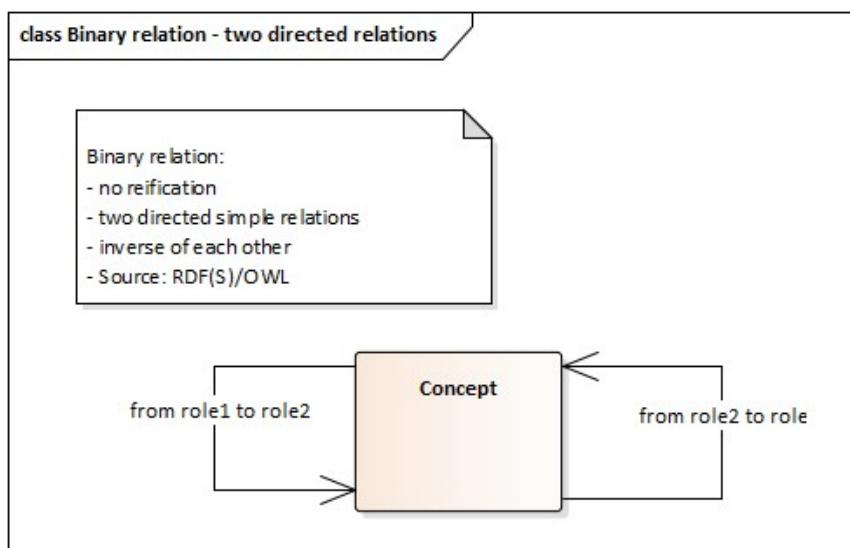 class Binary relation - two directed relations
Binary relation:
- no reification
- two directed simple relations
- inverse of each other
- Source: RDF(S)/OWL
Concept
from role1 to role2
from role2 to role